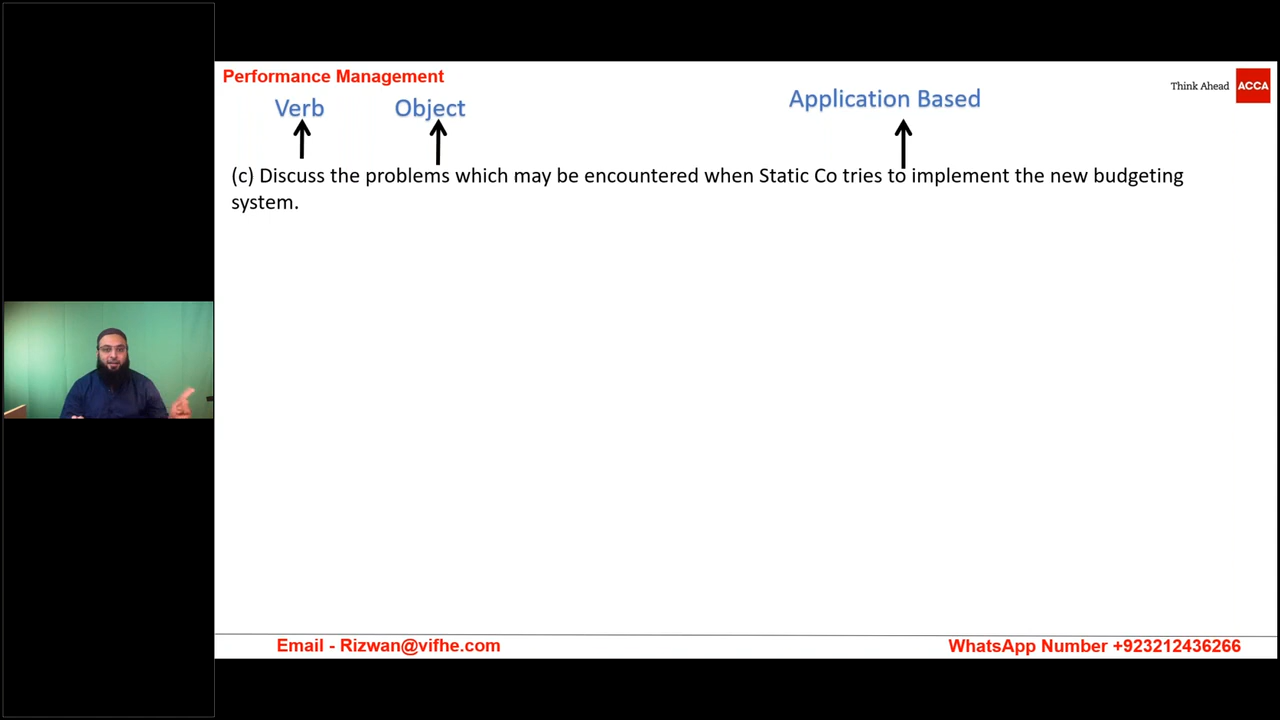 Performance Management
Think Ahead ACCA
Verb Object Application Based
(c) Discuss the problems which may be encountered when Static Co tries to implement the new budgeting
system.
Email - Rizwan@vifhe.com WhatsApp Number +923212436266